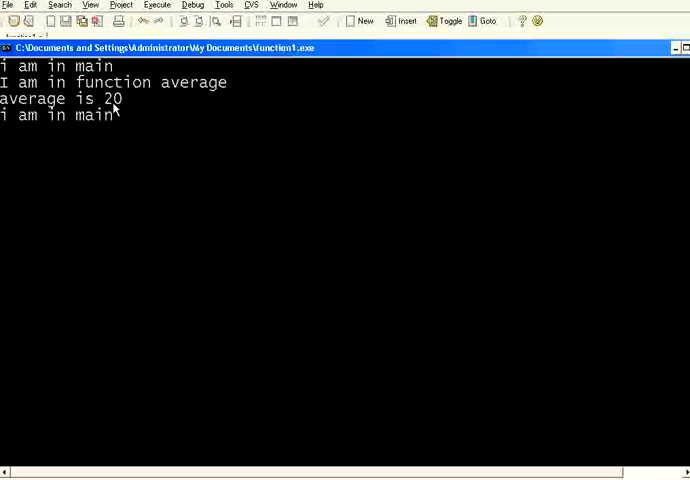 File Edit Search View Project Execute Debug Tools CVS Window Help
New Insert Toggle Goto
C:\Documents and Settings\Administrator\My Documents\function1.exe
i am in main
I am in function average
average is 20
i am in main